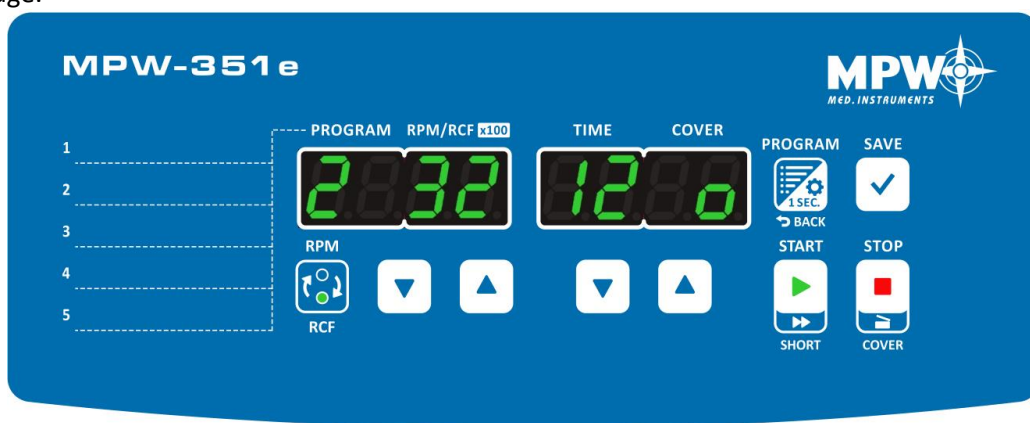 age.
MPW-351e
MPW
MED. INSTRUMENTS
PROGRAM RPM/RCF x100 TIME COVER
2 32 12 o
PROGRAM SAVE
1 SEC.
BACK
1
2
3
4
5
RPM
RCF
START STOP
SHORT COVER